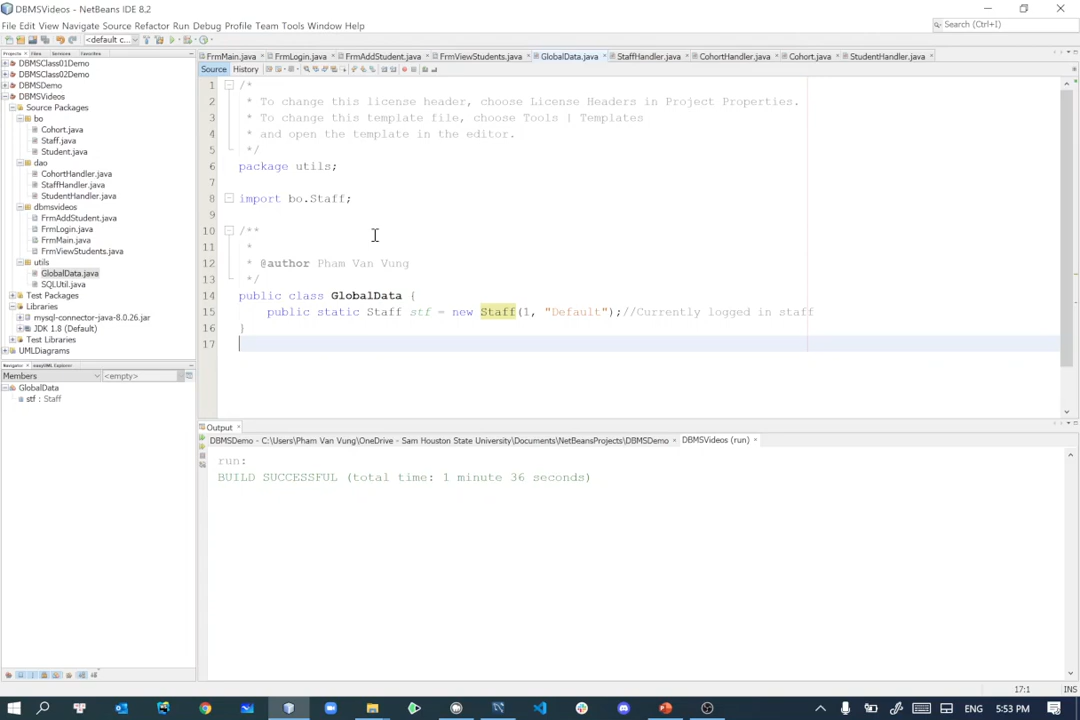 DBMSVideos - NetBeans IDE 8.2
File Edit View Navigate Source Refactor Run Debug Profile Team Tools Window Help
Search (Ctrl+I)
<default c...
Projects × Files Services Favorites
FrmMain.java × FrmLogin.java × FrmAddStudent.java × FrmViewStudents.java × GlobalData.java × StaffHandler.java × CohortHandler.java × Cohort.java × StudentHandler.java ×
Source History
DBMSClass01Demo
DBMSClass02Demo
DBMSDemo
DBMSVideos
Source Packages
bo
Cohort.java
Staff.java
Student.java
dao
CohortHandler.java
StaffHandler.java
StudentHandler.java
dbmsvideos
FrmAddStudent.java
FrmLogin.java
FrmMain.java
FrmViewStudents.java
utils
GlobalData.java
SQLUtil.java
Test Packages
Libraries
mysql-connector-java-8.0.26.jar
JDK 1.8 (Default)
Test Libraries
UMLDiagrams
Navigator × easyUML Explorer
Members <empty>
GlobalData
stf : Staff
1 /*
2 * To change this license header, choose License Headers in Project Properties.
3 * To change this template file, choose Tools | Templates
4 * and open the template in the editor.
5 */
6 package utils;
7
8 import bo.Staff;
9
10 /**
11 *
12 * @author Pham Van Vung
13 */
14 public class GlobalData {
15 public static Staff stf = new Staff(1, "Default");//Currently logged in staff
16 }
17
Output ×
DBMSDemo - C:\Users\Pham Van Vung\OneDrive - Sam Houston State University\Documents\NetBeansProjects\DBMSDemo × DBMSVideos (run) ×
run:
BUILD SUCCESSFUL (total time: 1 minute 36 seconds)
17:1 INS
ENG 5:53 PM